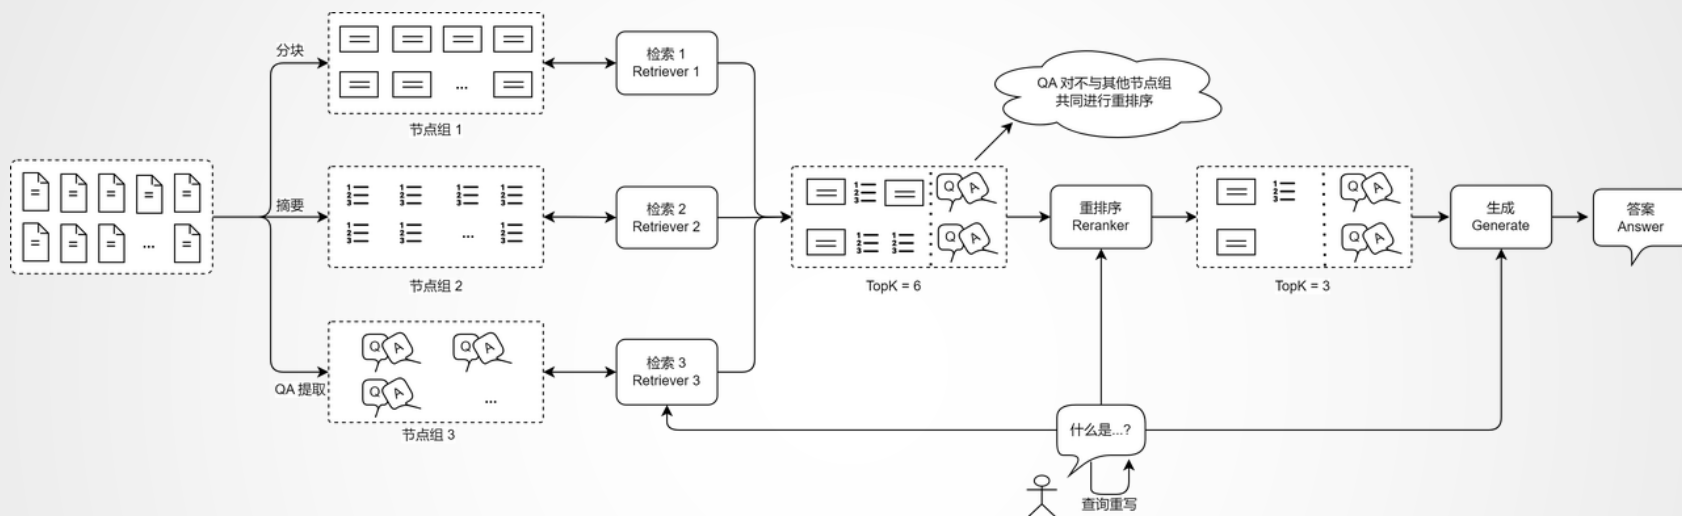 分块
节点组 1
检索 1
Retriever 1
摘要
节点组 2
检索 2
Retriever 2
QA 提取
Q A
Q A
Q A
...
节点组 3
检索 3
Retriever 3
QA 对不与其他节点组
共同进行重排序
Q A
Q A
TopK = 6
重排序
Reranker
Q A
Q A
TopK = 3
生成
Generate
答案
Answer
什么是...?
查询重写